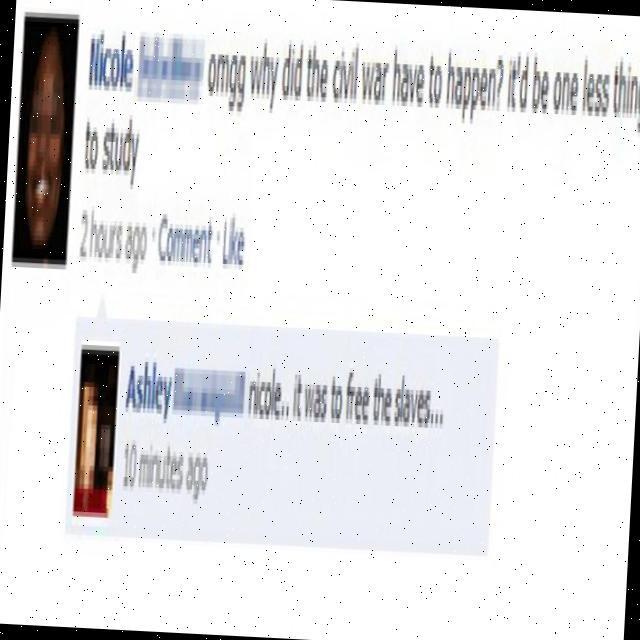 Nicole omgg why did the civil war have to happen? it'd be one less thing
to study
2 hours ago · Comment · Like
Ashley nicole.. it was to free the slaves...
10 minutes ago